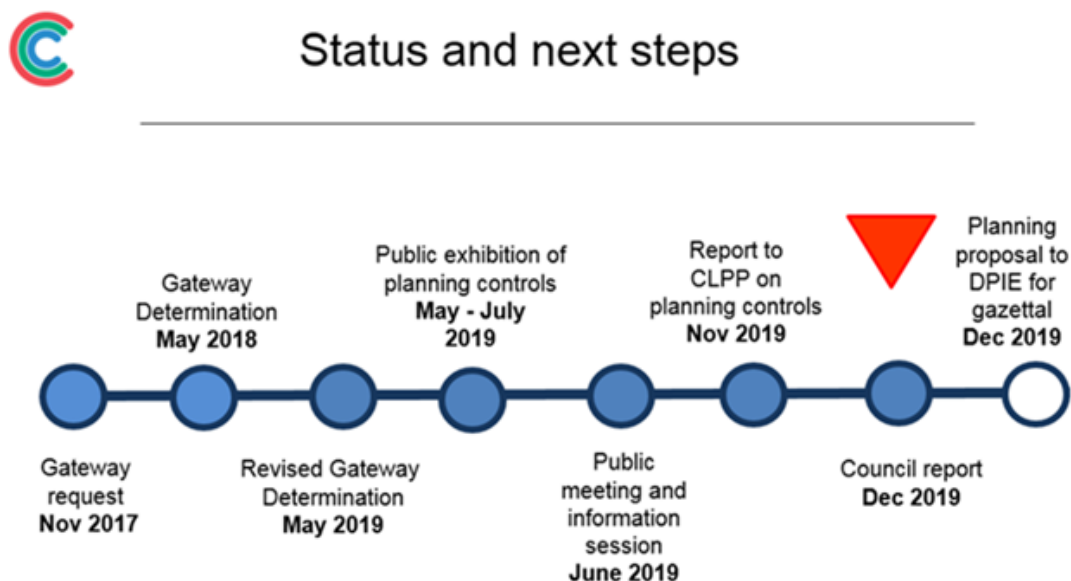 Status and next steps
Gateway
request
Nov 2017
Gateway
Determination
May 2018
Revised Gateway
Determination
May 2019
Public exhibition of
planning controls
May - July
2019
Public
meeting and
information
session
June 2019
Report to
CLPP on
planning controls
Nov 2019
Council report
Dec 2019
Planning
proposal to
DPIE for
gazettal
Dec 2019